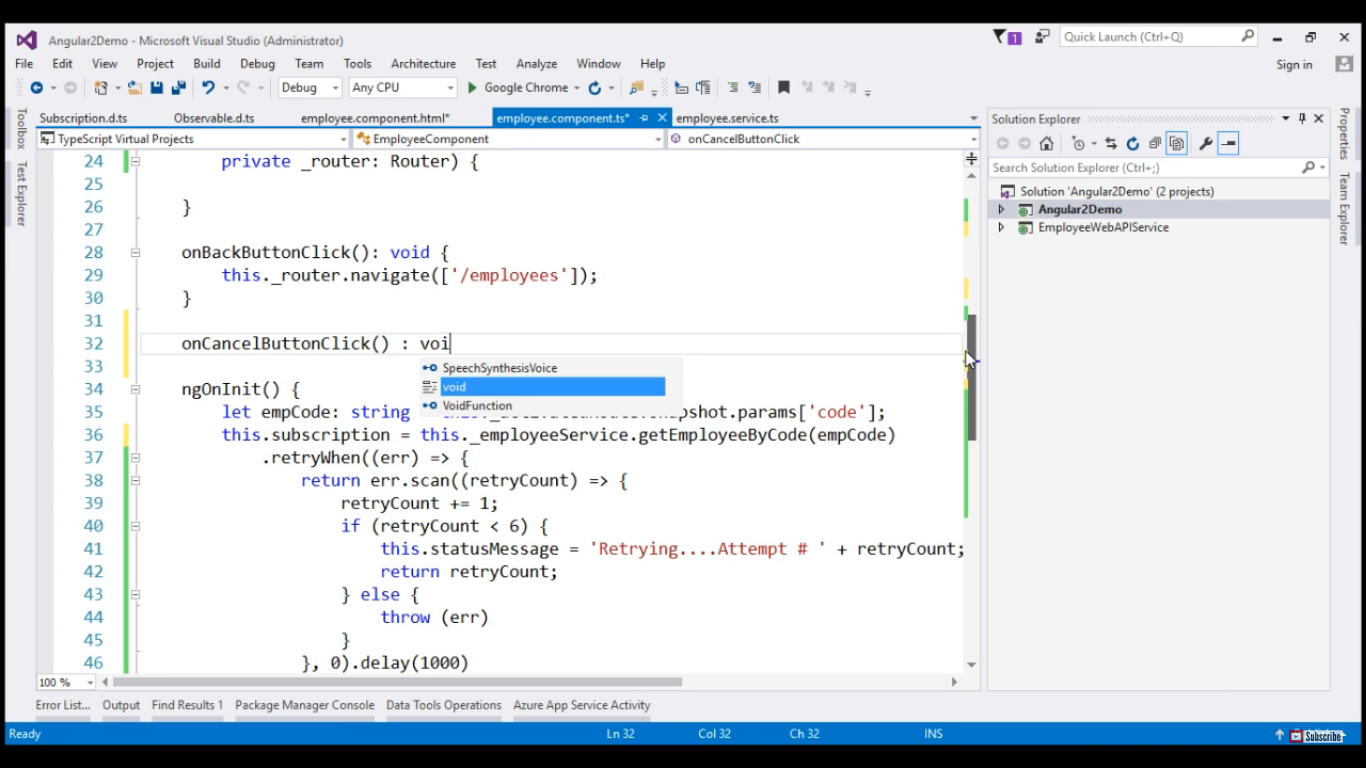 Angular2Demo - Microsoft Visual Studio (Administrator)
1
Quick Launch (Ctrl+Q)
File Edit View Project Build Debug Team Tools Architecture Test Analyze Window Help
Sign in
Debug Any CPU Google Chrome
Toolbox
Test Explorer
Subscription.d.ts Observable.d.ts employee.component.html* employee.component.ts* employee.service.ts
TypeScript Virtual Projects EmployeeComponent onCancelButtonClick
24 private _router: Router) {
25
26 }
27
28 onBackButtonClick(): void {
29 this._router.navigate(['/employees']);
30 }
31
32 onCancelButtonClick() : voi
SpeechSynthesisVoice
void
VoidFunction
33
34 ngOnInit() {
35 let empCode: string snapshot.params['code'];
36 this.subscription = this._employeeService.getEmployeeByCode(empCode)
37 .retryWhen((err) => {
38 return err.scan((retryCount) => {
39 retryCount += 1;
40 if (retryCount < 6) {
41 this.statusMessage = 'Retrying....Attempt # ' + retryCount;
42 return retryCount;
43 } else {
44 throw (err)
45 }
46 }, 0).delay(1000)
100 %
Solution Explorer
Search Solution Explorer (Ctrl+;)
Solution 'Angular2Demo' (2 projects)
Angular2Demo
EmployeeWebAPIService
Properties
Team Explorer
Error List... Output Find Results 1 Package Manager Console Data Tools Operations Azure App Service Activity
Ready Ln 32 Col 32 Ch 32 INS
Subscribe